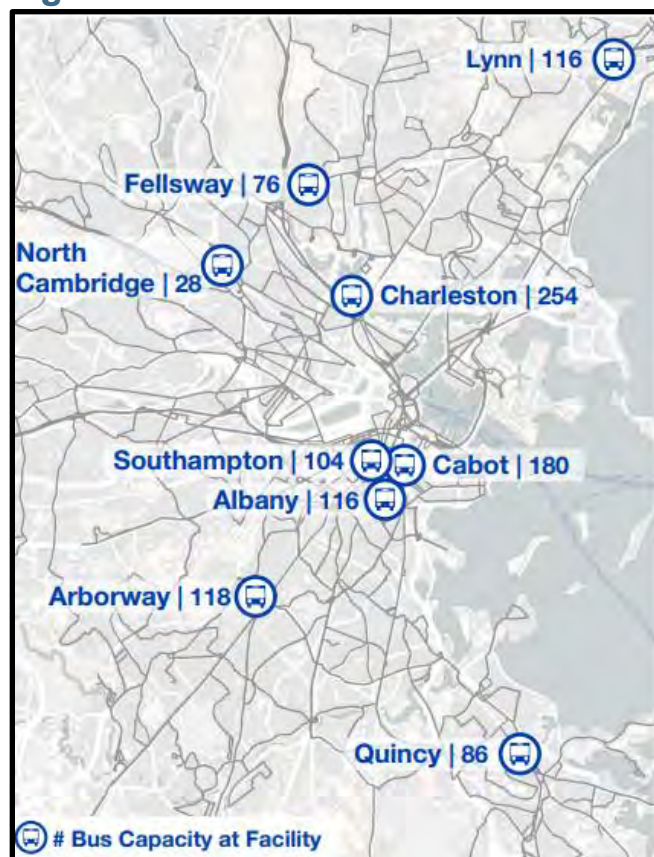 Lynn | 116
Fellsway | 76
North
Cambridge | 28
Charleston | 254
Southampton | 104
Cabot | 180
Albany | 116
Arborway | 118
Quincy | 86
# Bus Capacity at Facility